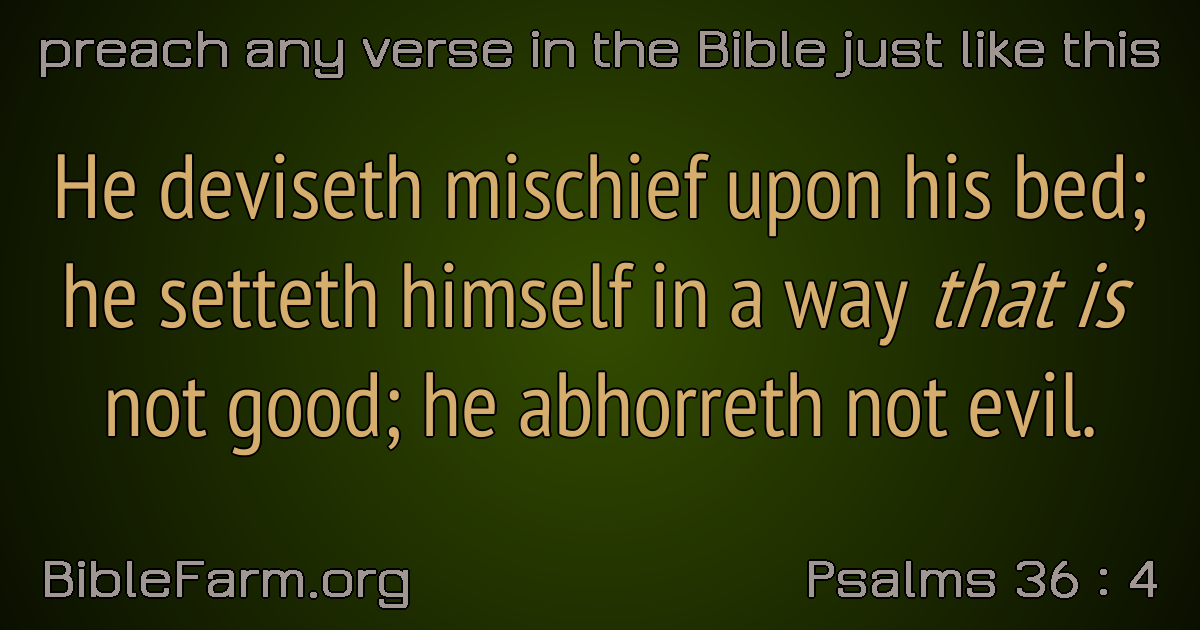 preach any verse in the Bible just like this
He deviseth mischief upon his bed;
he setteth himself in a way that is
not good; he abhorreth not evil.
BibleFarm.org
Psalms 36 : 4